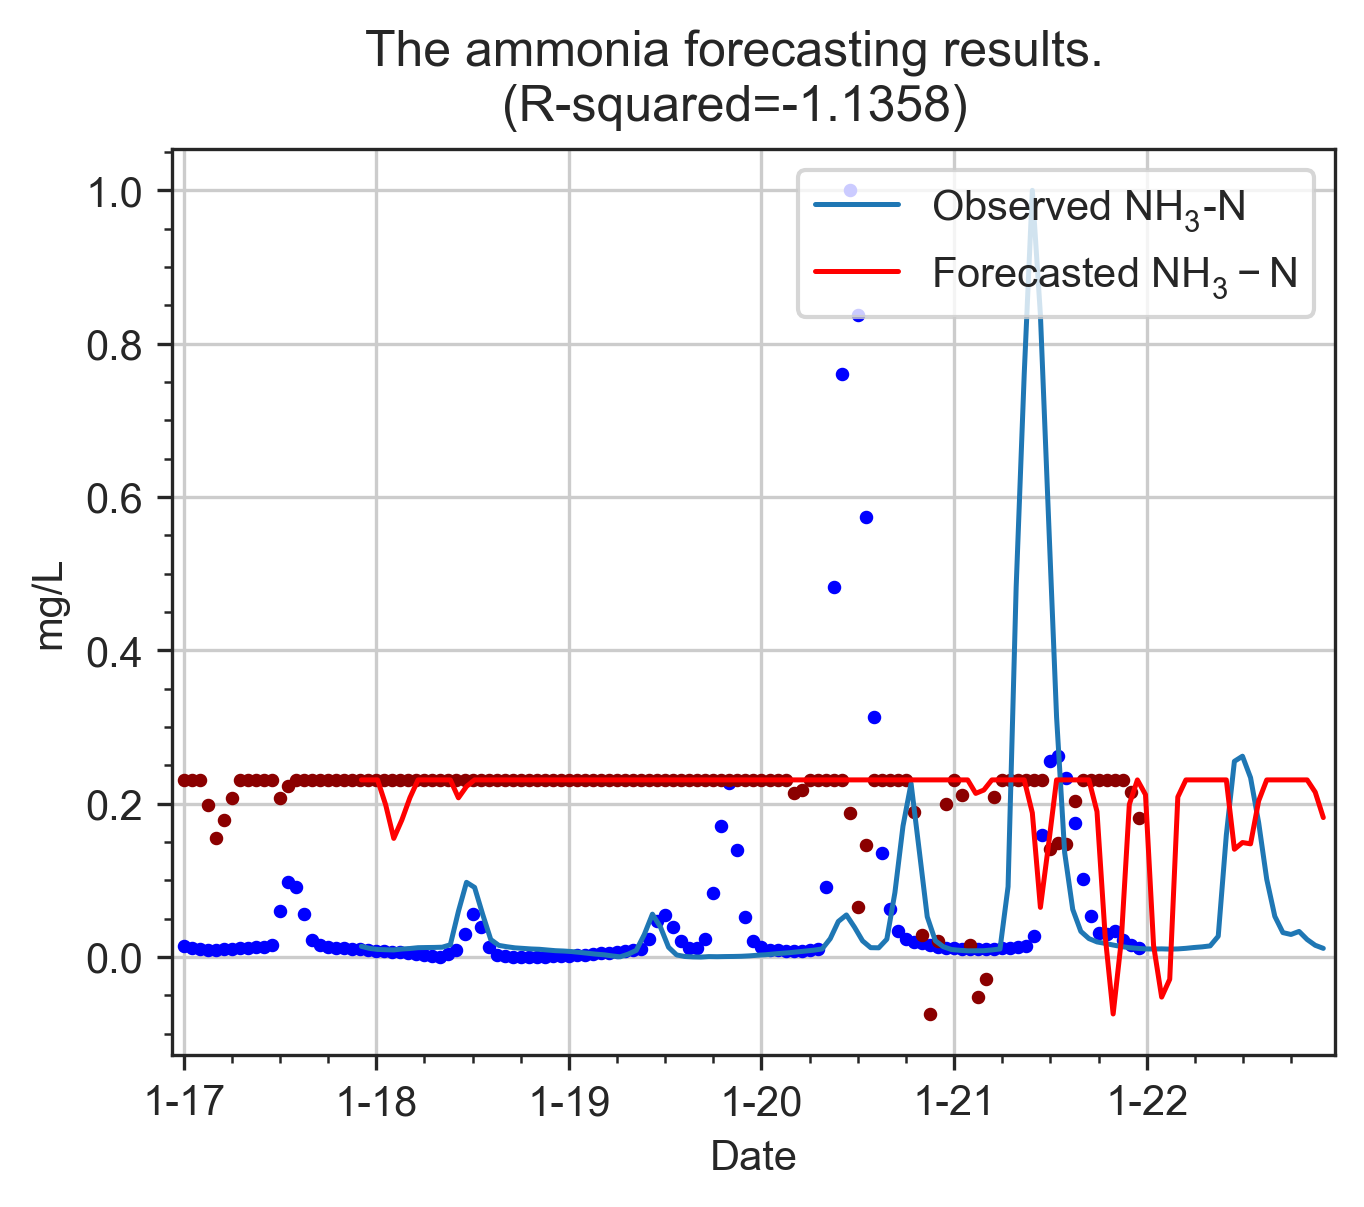 The ammonia forecasting results.
(R-squared=-1.1358)
Observed NH₃-N
Forecasted NH₃ − N
1.0
0.8
0.6
0.4
0.2
0.0
mg/L
1-17 1-18 1-19 1-20 1-21 1-22
Date